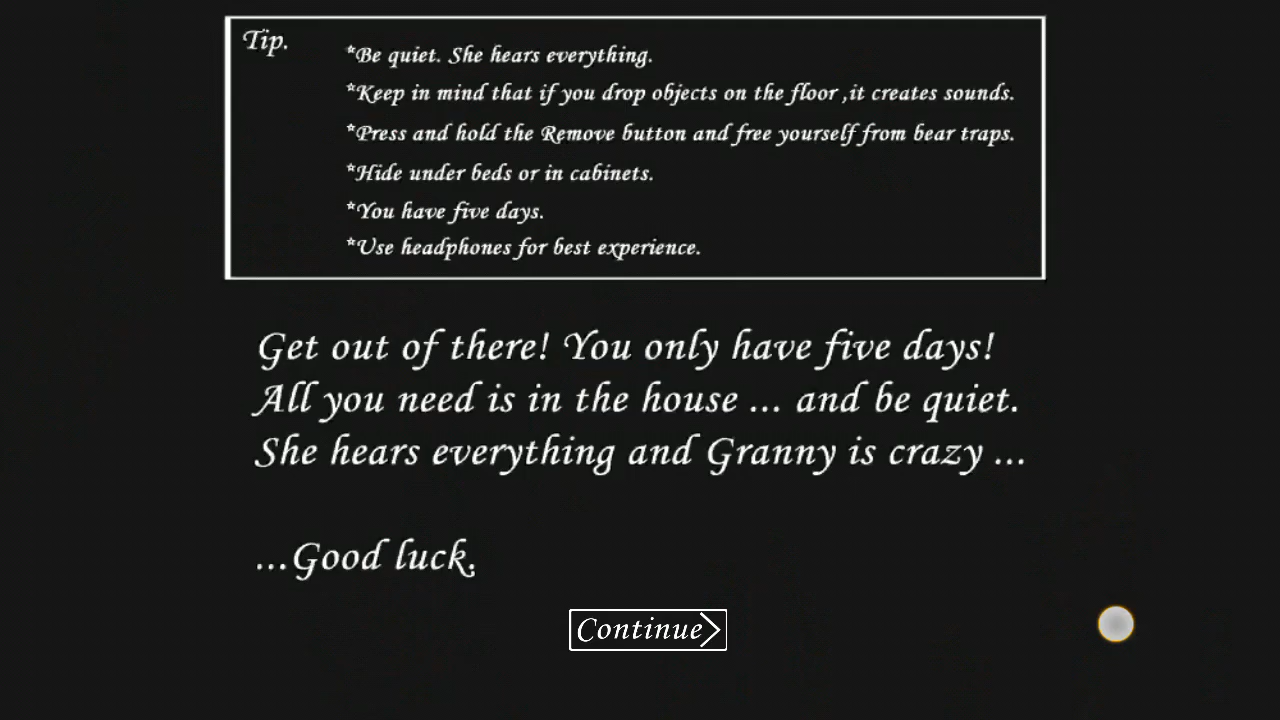 Tip.
*Be quiet. She hears everything.
*Keep in mind that if you drop objects on the floor ,it creates sounds.
*Press and hold the Remove button and free yourself from bear traps.
*Hide under beds or in cabinets.
*You have five days.
*Use headphones for best experience.
Get out of there! You only have five days!
All you need is in the house ... and be quiet.
She hears everything and Granny is crazy ...
...Good luck.
Continue